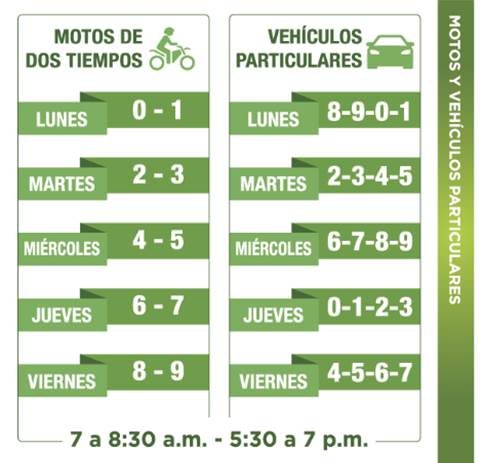 MOTOS DE
DOS TIEMPOS
LUNES 0 - 1
MARTES 2 - 3
MIÉRCOLES 4 - 5
JUEVES 6 - 7
VIERNES 8 - 9
VEHÍCULOS
PARTICULARES
LUNES 8-9-0-1
MARTES 2-3-4-5
MIÉRCOLES 6-7-8-9
JUEVES 0-1-2-3
VIERNES 4-5-6-7
7 a 8:30 a.m. - 5:30 a 7 p.m.
MOTOS Y VEHÍCULOS PARTICULARES